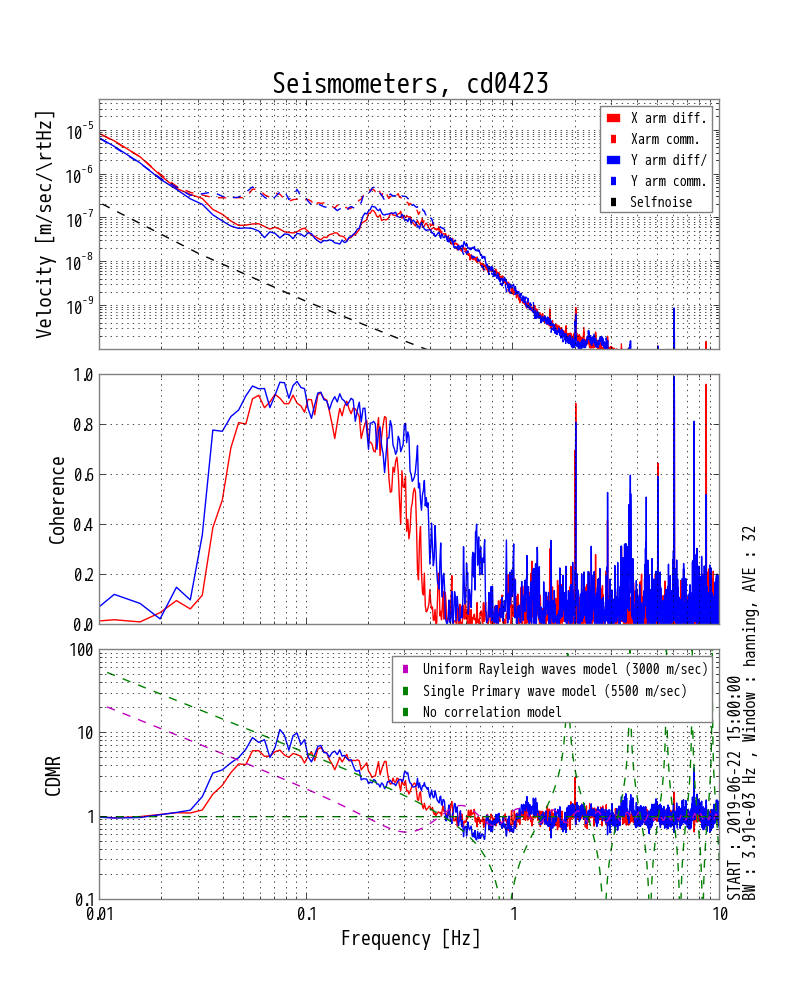 Seismometers, cd0423
Velocity [m/sec/\rtHz]
10^-5
10^-6
10^-7
10^-8
10^-9
X arm diff.
Xarm comm.
Y arm diff/
Y arm comm.
Selfnoise
Coherence
1.0
0.8
0.6
0.4
0.2
0.0
CDMR
100
10
1
0.1
Uniform Rayleigh waves model (3000 m/sec)
Single Primary wave model (5500 m/sec)
No correlation model
0.01
0.1
1
10
Frequency [Hz]
START : 2019-06-22 15:00:00
BW : 3.91e-03 Hz , Window : hanning, AVE : 32